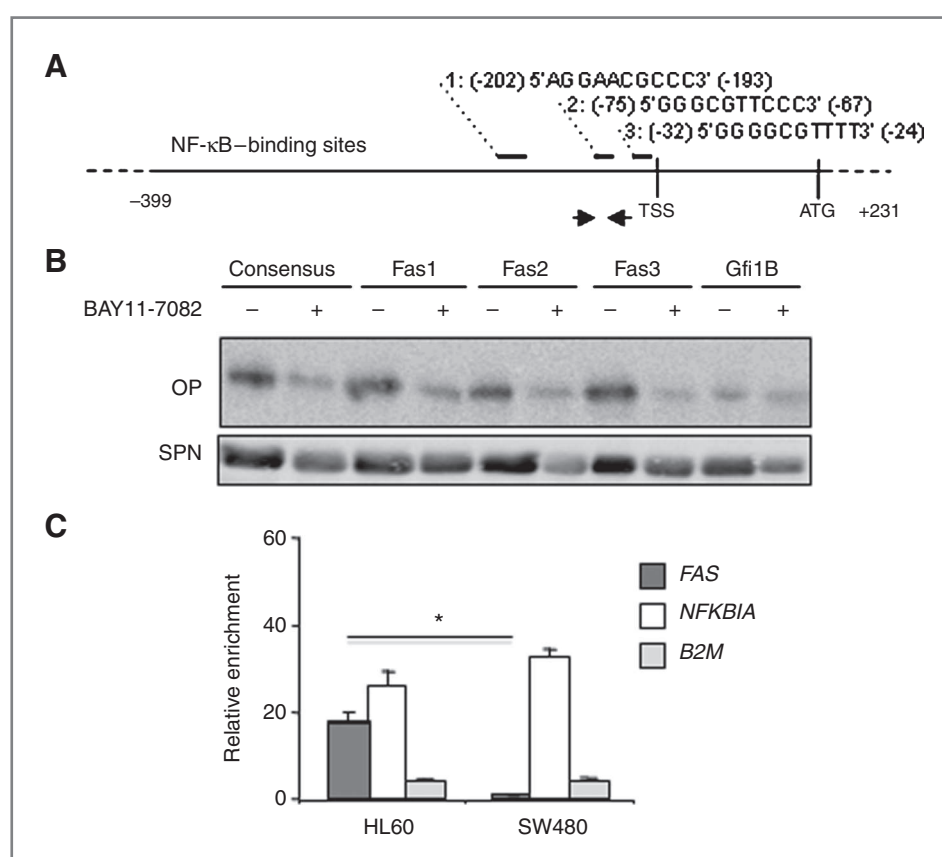 A
1: (-202) 5'AGGAACGCCC3' (-193)
2: (-75) 5'GGGCGTTCCC3' (-67)
3: (-32) 5'GGGGCGTTTT3' (-24)
NF-κB–binding sites
–399
TSS
ATG
+231
B
Consensus Fas1 Fas2 Fas3 Gfi1B
BAY11-7082 – + – + – + – + – +
OP
SPN
C
Relative enrichment
60
40
20
0
*
FAS
NFKBIA
B2M
HL60 SW480